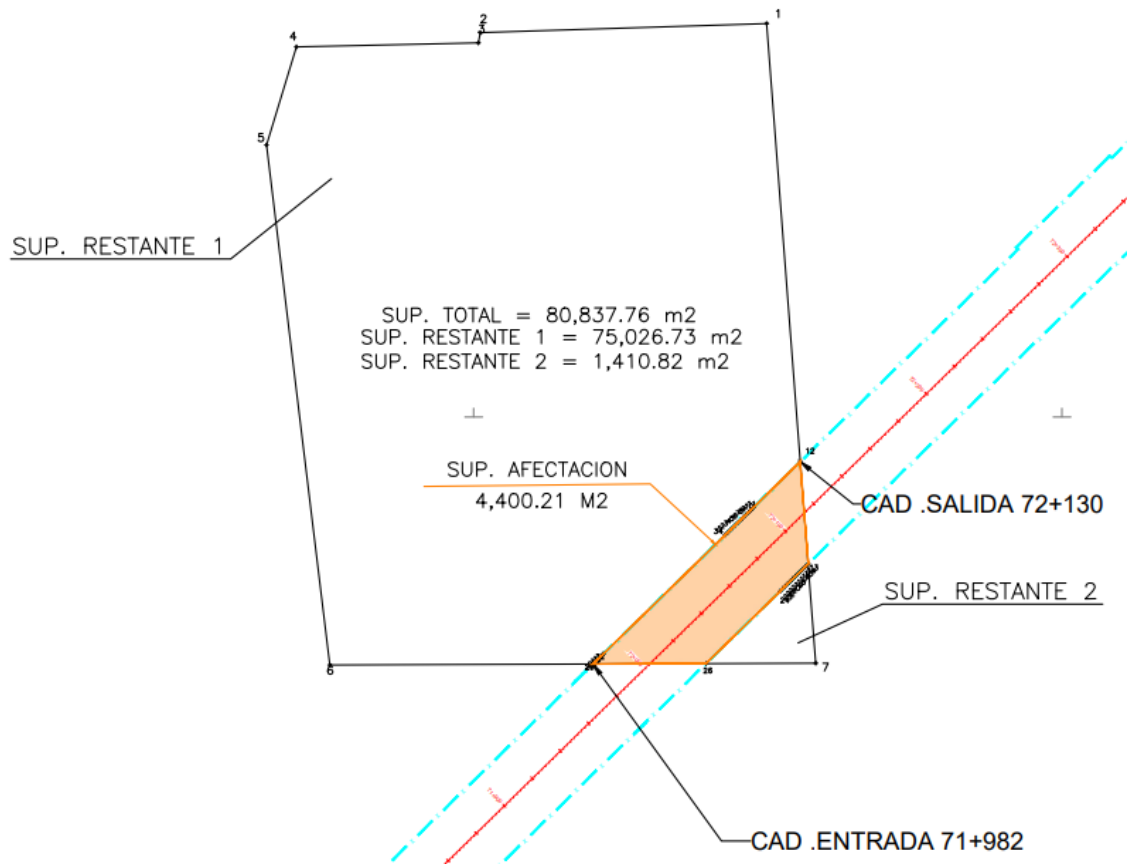 1
2
3
4
5
SUP. RESTANTE 1
SUP. TOTAL = 80,837.76 m2
SUP. RESTANTE 1 = 75,026.73 m2
SUP. RESTANTE 2 = 1,410.82 m2
12
SUP. AFECTACION
4,400.21 M2
CAD .SALIDA 72+130
SUP. RESTANTE 2
6
26
7
CAD .ENTRADA 71+982